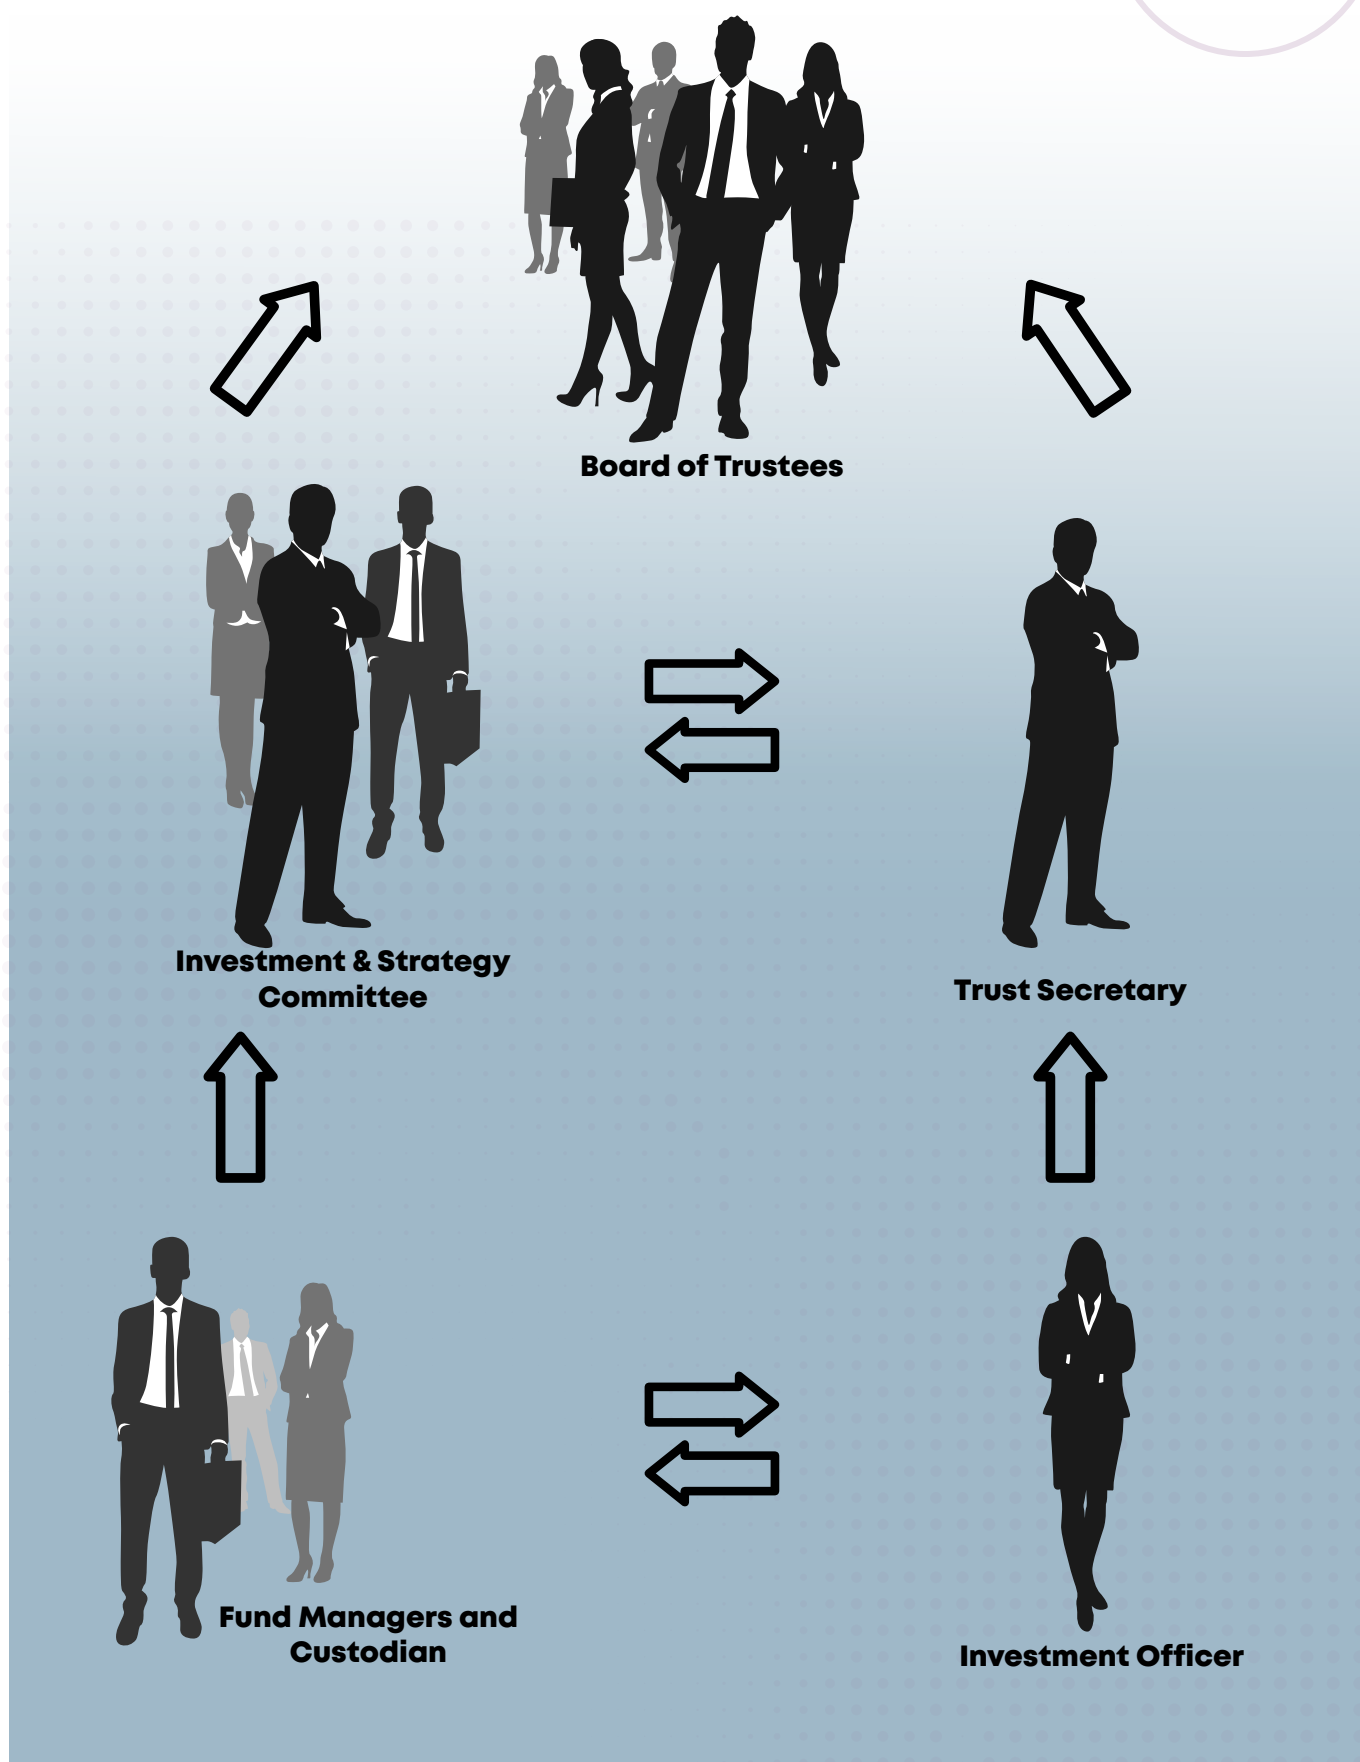 Board of Trustees
Investment & Strategy
Committee
Trust Secretary
Fund Managers and
Custodian
Investment Officer